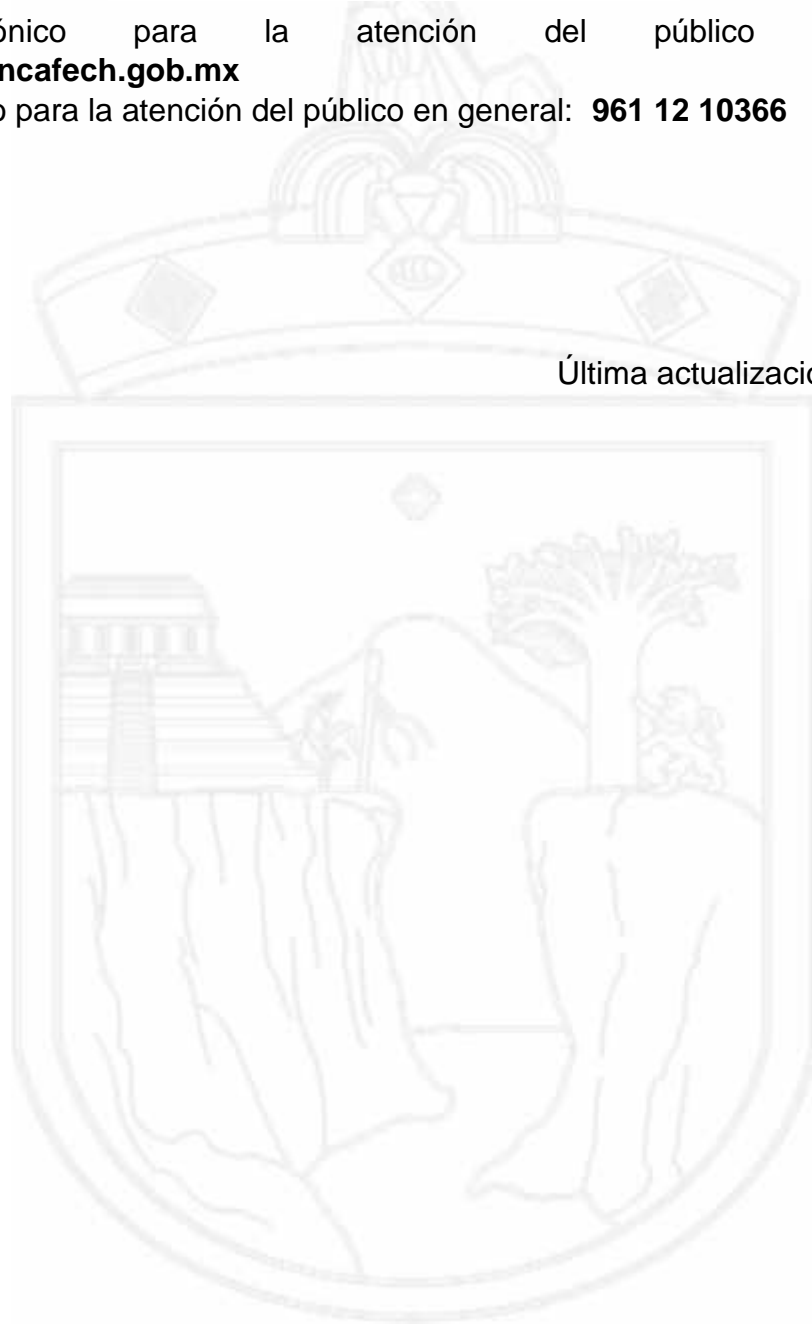 ónico para la atención del público
ncafech.gob.mx
o para la atención del público en general: 961 12 10366
Última actualizació